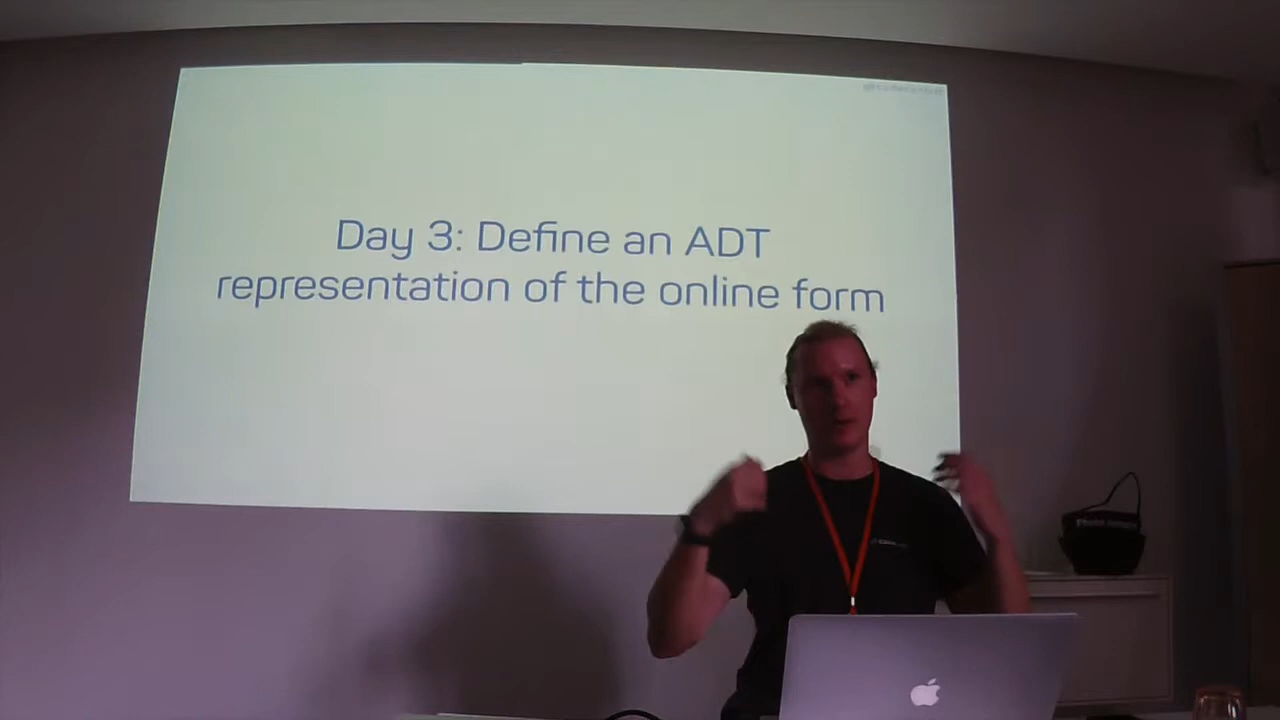 Day 3: Define an ADT
representation of the online form